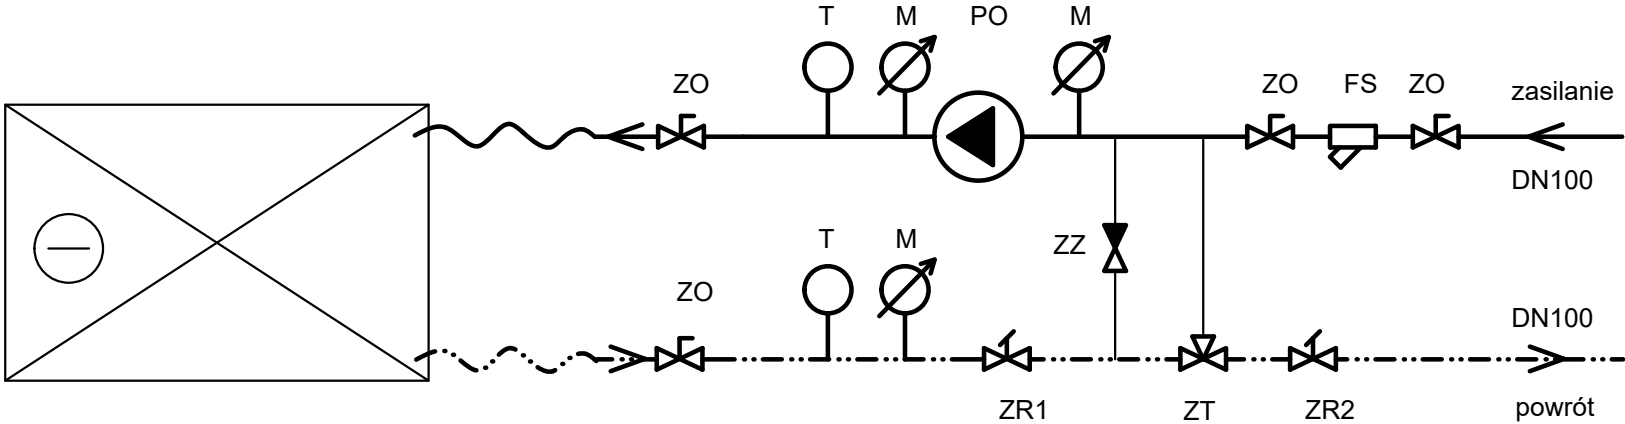 T M PO M
ZO ZO FS ZO zasilanie
DN100
T M ZZ
ZO DN100
ZR1 ZT ZR2 powrót